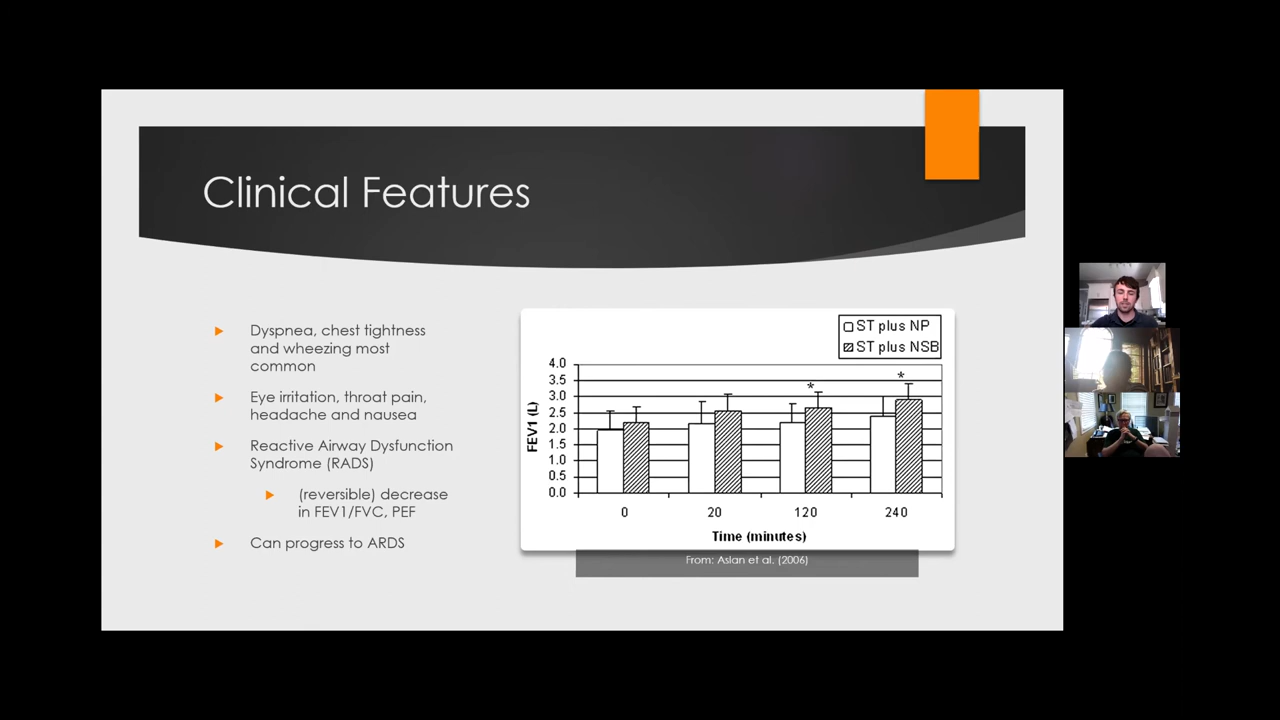 Clinical Features
Dyspnea, chest tightness
and wheezing most
common
Eye irritation, throat pain,
headache and nausea
Reactive Airway Dysfunction
Syndrome (RADS)
(reversible) decrease
in FEV1/FVC, PEF
Can progress to ARDS
ST plus NP
ST plus NSB
4.0
3.5
3.0
2.5
2.0
1.5
1.0
0.5
0.0
FEV1 (L)
* *
0 20 120 240
Time (minutes)
From: Aslan et al. (2006)